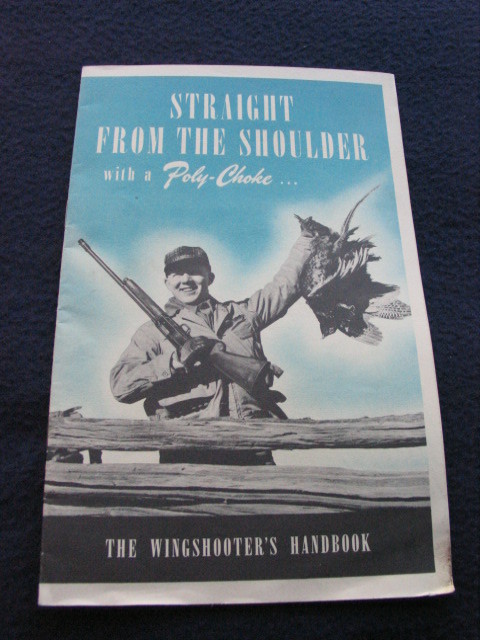 STRAIGHT
FROM THE SHOULDER
with a Poly-Choke ...
THE WINGSHOOTER'S HANDBOOK